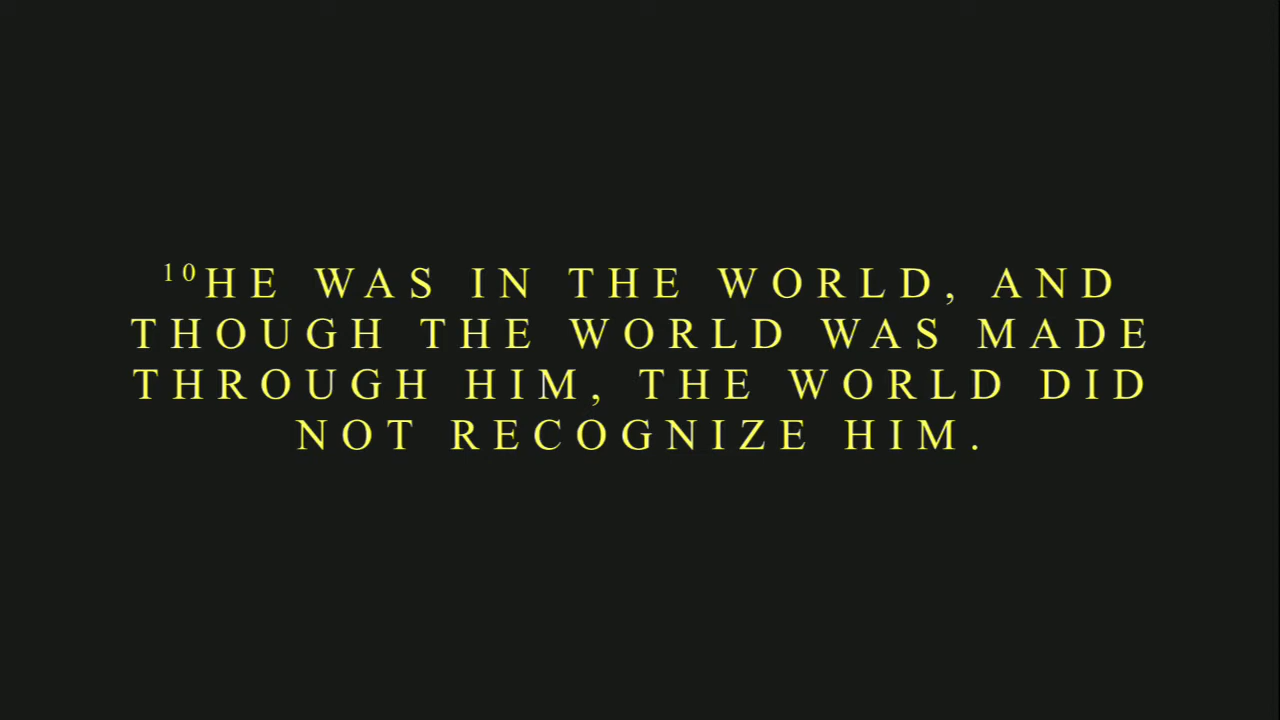 ¹⁰HE WAS IN THE WORLD, AND
THOUGH THE WORLD WAS MADE
THROUGH HIM, THE WORLD DID
NOT RECOGNIZE HIM.